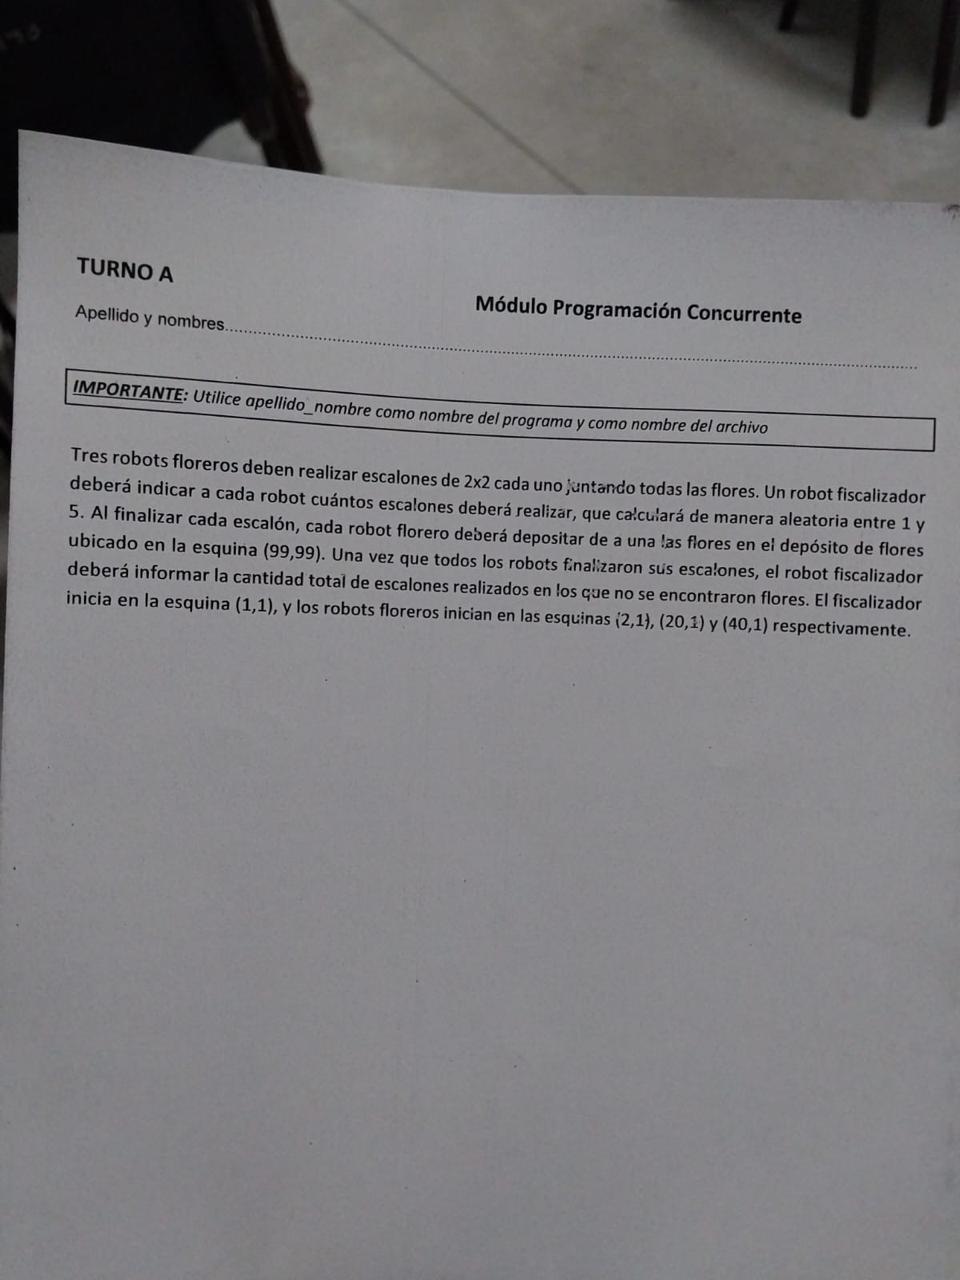 TURNO A
Módulo Programación Concurrente
Apellido y nombres........................................................................................................................
IMPORTANTE: Utilice apellido_nombre como nombre del programa y como nombre del archivo
Tres robots floreros deben realizar escalones de 2x2 cada uno juntando todas las flores. Un robot fiscalizador
deberá indicar a cada robot cuántos escalones deberá realizar, que calculará de manera aleatoria entre 1 y
5. Al finalizar cada escalón, cada robot florero deberá depositar de a una las flores en el depósito de flores
ubicado en la esquina (99,99). Una vez que todos los robots finalizaron sus escalones, el robot fiscalizador
deberá informar la cantidad total de escalones realizados en los que no se encontraron flores. El fiscalizador
inicia en la esquina (1,1), y los robots floreros inician en las esquinas (2,1), (20,1) y (40,1) respectivamente.